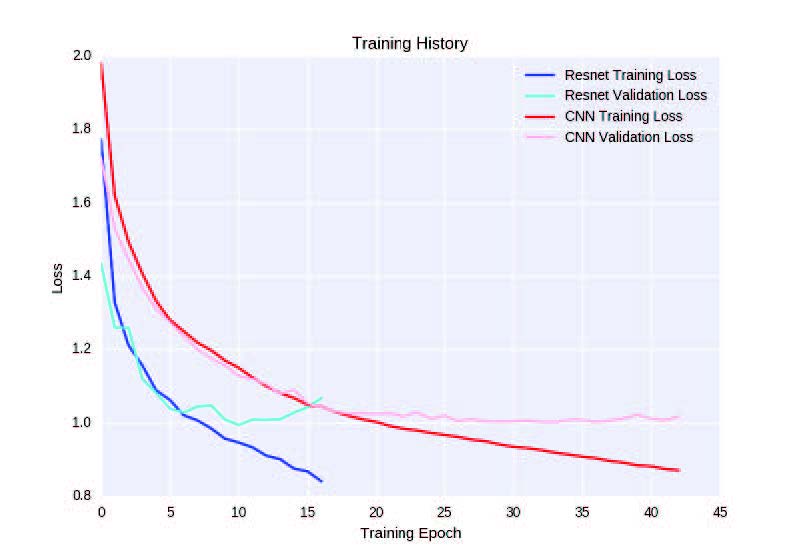 Training History
2.0
1.8
1.6
1.4
1.2
1.0
0.8
Loss
Resnet Training Loss
Resnet Validation Loss
CNN Training Loss
CNN Validation Loss
0 5 10 15 20 25 30 35 40 45
Training Epoch